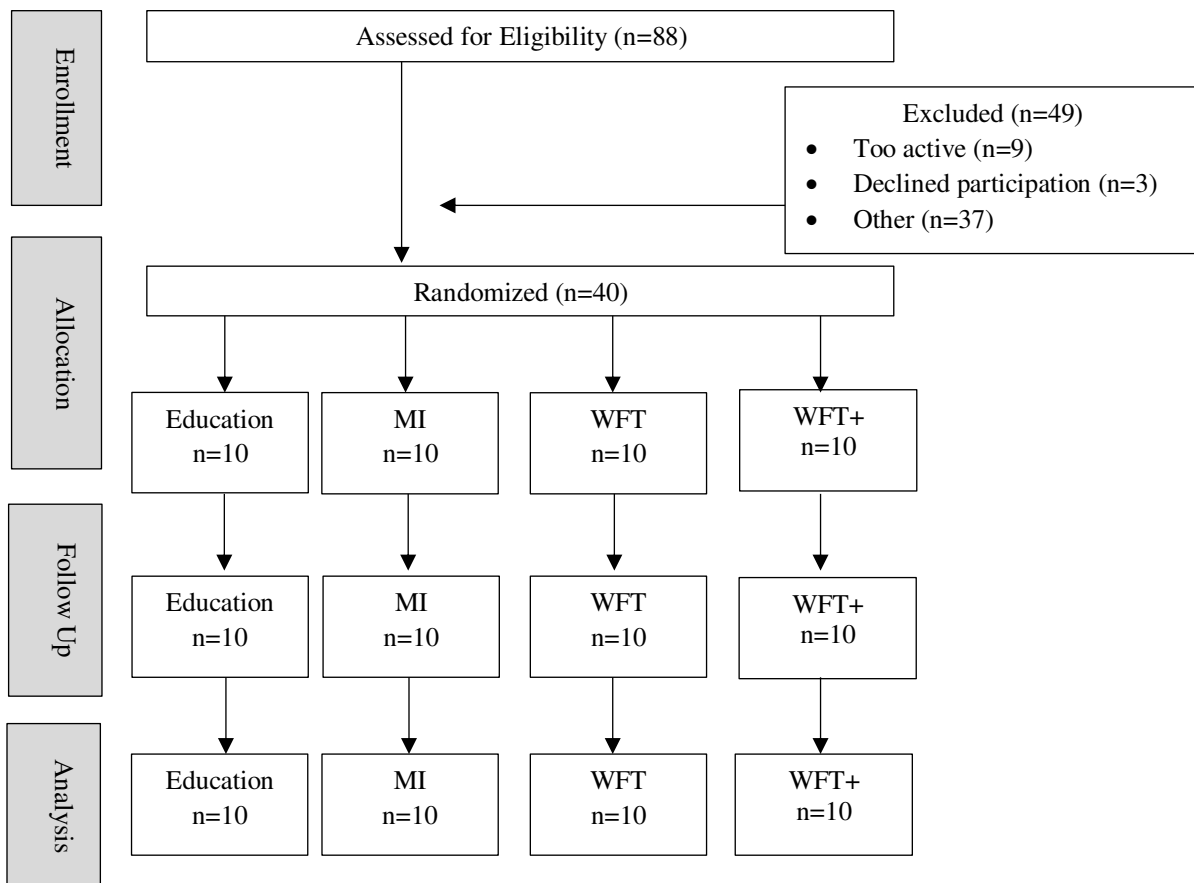 Enrollment
Assessed for Eligibility (n=88)
Excluded (n=49)
• Too active (n=9)
• Declined participation (n=3)
• Other (n=37)
Allocation
Randomized (n=40)
Education
n=10
MI
n=10
WFT
n=10
WFT+
n=10
Follow Up
Education
n=10
MI
n=10
WFT
n=10
WFT+
n=10
Analysis
Education
n=10
MI
n=10
WFT
n=10
WFT+
n=10